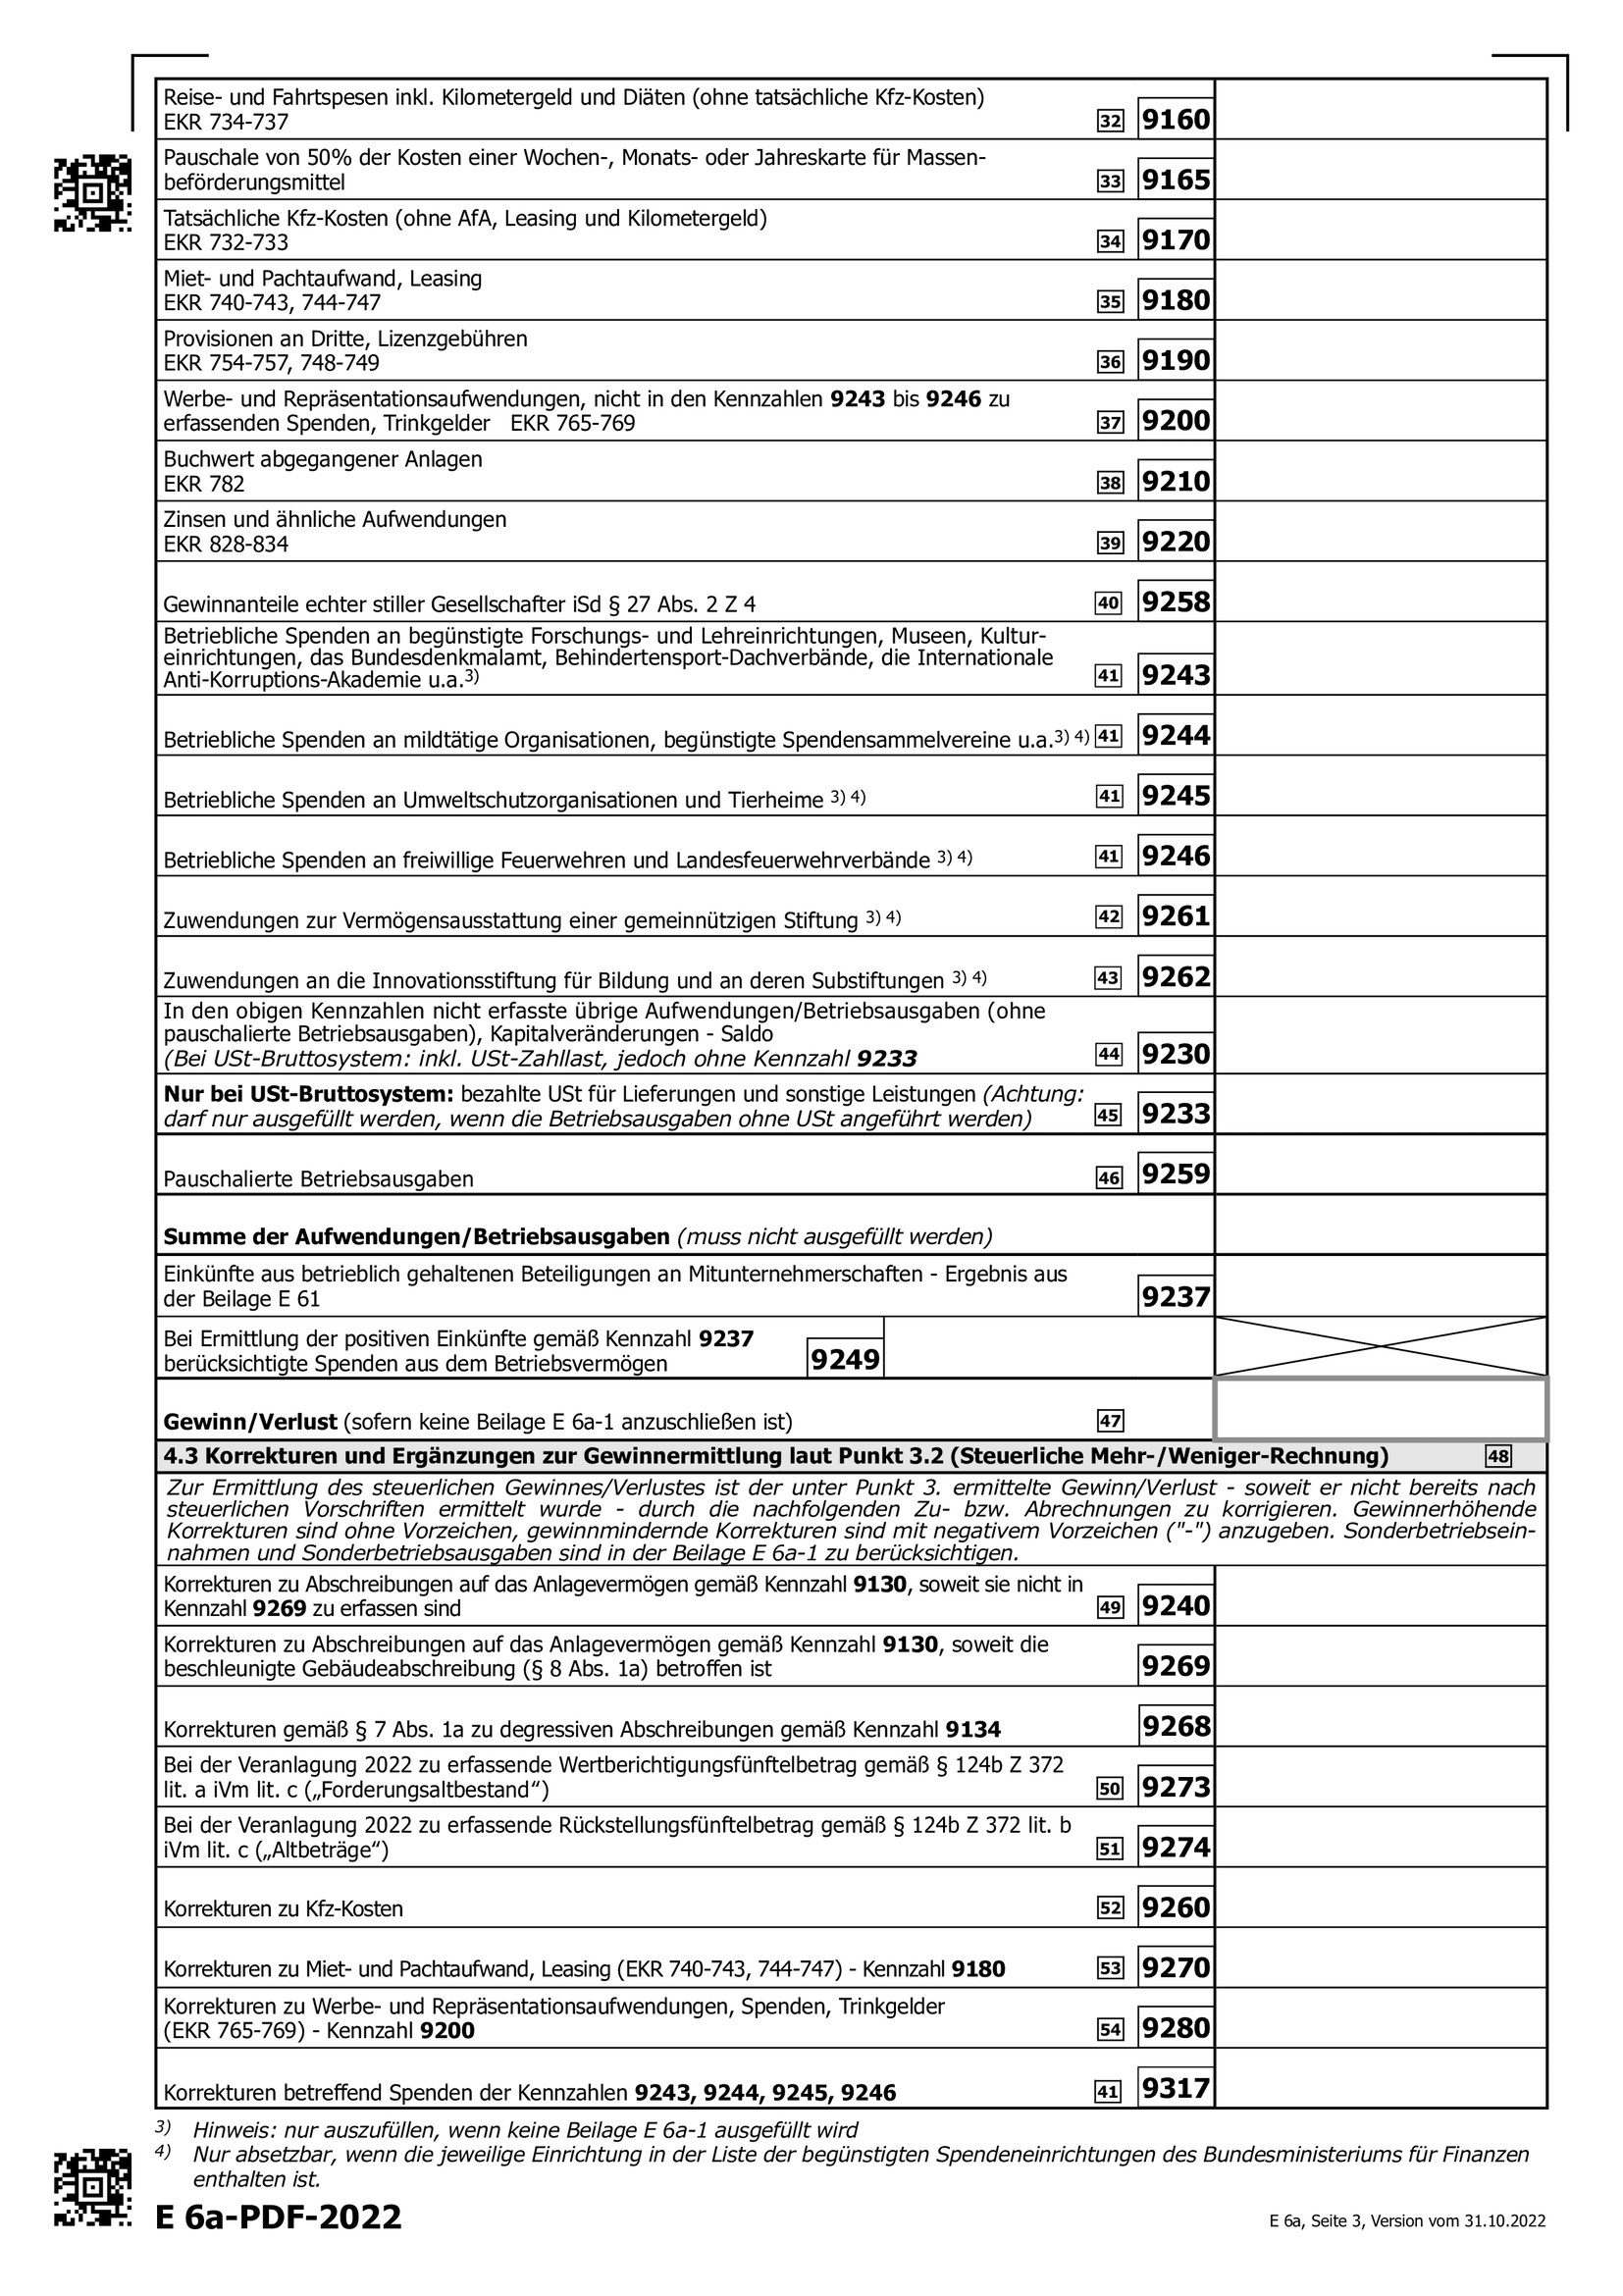 Reise- und Fahrtspesen inkl. Kilometergeld und Diäten (ohne tatsächliche Kfz-Kosten)
EKR 734-737 32 9160
Pauschale von 50% der Kosten einer Wochen-, Monats- oder Jahreskarte für Massen-
beförderungsmittel 33 9165
Tatsächliche Kfz-Kosten (ohne AfA, Leasing und Kilometergeld)
EKR 732-733 34 9170
Miet- und Pachtaufwand, Leasing
EKR 740-743, 744-747 35 9180
Provisionen an Dritte, Lizenzgebühren
EKR 754-757, 748-749 36 9190
Werbe- und Repräsentationsaufwendungen, nicht in den Kennzahlen 9243 bis 9246 zu
erfassenden Spenden, Trinkgelder EKR 765-769 37 9200
Buchwert abgegangener Anlagen
EKR 782 38 9210
Zinsen und ähnliche Aufwendungen
EKR 828-834 39 9220
Gewinnanteile echter stiller Gesellschafter iSd § 27 Abs. 2 Z 4 40 9258
Betriebliche Spenden an begünstigte Forschungs- und Lehreinrichtungen, Museen, Kultur-
einrichtungen, das Bundesdenkmalamt, Behindertensport-Dachverbände, die Internationale
Anti-Korruptions-Akademie u.a.3) 41 9243
Betriebliche Spenden an mildtätige Organisationen, begünstigte Spendensammelvereine u.a.3) 4) 41 9244
Betriebliche Spenden an Umweltschutzorganisationen und Tierheime 3) 4) 41 9245
Betriebliche Spenden an freiwillige Feuerwehren und Landesfeuerwehrverbände 3) 4) 41 9246
Zuwendungen zur Vermögensausstattung einer gemeinnützigen Stiftung 3) 4) 42 9261
Zuwendungen an die Innovationsstiftung für Bildung und an deren Substiftungen 3) 4) 43 9262
In den obigen Kennzahlen nicht erfasste übrige Aufwendungen/Betriebsausgaben (ohne
pauschalierte Betriebsausgaben), Kapitalveränderungen - Saldo
(Bei USt-Bruttosystem: inkl. USt-Zahllast, jedoch ohne Kennzahl 9233 44 9230
Nur bei USt-Bruttosystem: bezahlte USt für Lieferungen und sonstige Leistungen (Achtung:
darf nur ausgefüllt werden, wenn die Betriebsausgaben ohne USt angeführt werden) 45 9233
Pauschalierte Betriebsausgaben 46 9259
Summe der Aufwendungen/Betriebsausgaben (muss nicht ausgefüllt werden)
Einkünfte aus betrieblich gehaltenen Beteiligungen an Mitunternehmerschaften - Ergebnis aus
der Beilage E 61 9237
Bei Ermittlung der positiven Einkünfte gemäß Kennzahl 9237
berücksichtigte Spenden aus dem Betriebsvermögen 9249
Gewinn/Verlust (sofern keine Beilage E 6a-1 anzuschließen ist) 47
4.3 Korrekturen und Ergänzungen zur Gewinnermittlung laut Punkt 3.2 (Steuerliche Mehr-/Weniger-Rechnung) 48
Zur Ermittlung des steuerlichen Gewinnes/Verlustes ist der unter Punkt 3. ermittelte Gewinn/Verlust - soweit er nicht bereits nach
steuerlichen Vorschriften ermittelt wurde - durch die nachfolgenden Zu- bzw. Abrechnungen zu korrigieren. Gewinnerhöhende
Korrekturen sind ohne Vorzeichen, gewinnmindernde Korrekturen sind mit negativem Vorzeichen ("-") anzugeben. Sonderbetriebsein-
nahmen und Sonderbetriebsausgaben sind in der Beilage E 6a-1 zu berücksichtigen.
Korrekturen zu Abschreibungen auf das Anlagevermögen gemäß Kennzahl 9130, soweit sie nicht in
Kennzahl 9269 zu erfassen sind 49 9240
Korrekturen zu Abschreibungen auf das Anlagevermögen gemäß Kennzahl 9130, soweit die
beschleunigte Gebäudeabschreibung (§ 8 Abs. 1a) betroffen ist 9269
Korrekturen gemäß § 7 Abs. 1a zu degressiven Abschreibungen gemäß Kennzahl 9134 9268
Bei der Veranlagung 2022 zu erfassende Wertberichtigungsfünftelbetrag gemäß § 124b Z 372
lit. a iVm lit. c („Forderungsaltbestand“) 50 9273
Bei der Veranlagung 2022 zu erfassende Rückstellungsfünftelbetrag gemäß § 124b Z 372 lit. b
iVm lit. c („Altbeträge“) 51 9274
Korrekturen zu Kfz-Kosten 52 9260
Korrekturen zu Miet- und Pachtaufwand, Leasing (EKR 740-743, 744-747) - Kennzahl 9180 53 9270
Korrekturen zu Werbe- und Repräsentationsaufwendungen, Spenden, Trinkgelder
(EKR 765-769) - Kennzahl 9200 54 9280
Korrekturen betreffend Spenden der Kennzahlen 9243, 9244, 9245, 9246 41 9317
3) Hinweis: nur auszufüllen, wenn keine Beilage E 6a-1 ausgefüllt wird
4) Nur absetzbar, wenn die jeweilige Einrichtung in der Liste der begünstigten Spendeneinrichtungen des Bundesministeriums für Finanzen
enthalten ist.
E 6a-PDF-2022 E 6a, Seite 3, Version vom 31.10.2022